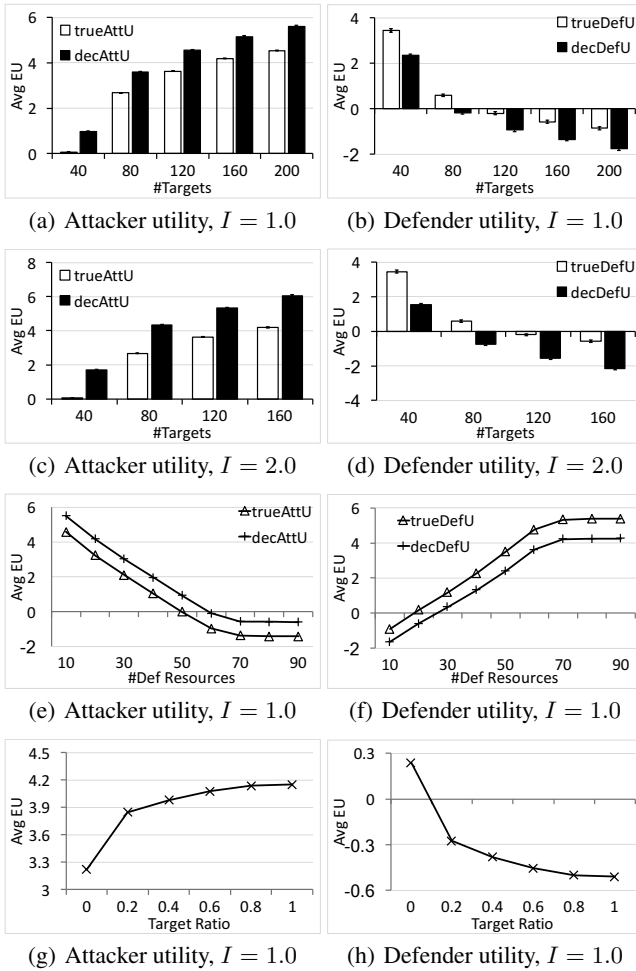 6
4
2
0
Avg EU
trueAttU
decAttU
40 80 120 160 200
#Targets
(a) Attacker utility, I = 1.0
4
2
0
-2
Avg EU
trueDefU
decDefU
40 80 120 160 200
#Targets
(b) Defender utility, I = 1.0
8
6
4
2
0
Avg EU
trueAttU
decAttU
40 80 120 160
#Targets
(c) Attacker utility, I = 2.0
4
2
0
-2
-4
Avg EU
trueDefU
decDefU
40 80 120 160
#Targets
(d) Defender utility, I = 2.0
6
4
2
0
-2
Avg EU
trueAttU
decAttU
10 30 50 70 90
#Def Resources
(e) Attacker utility, I = 1.0
6
4
2
0
-2
Avg EU
trueDefU
decDefU
10 30 50 70 90
#Def Resources
(f) Defender utility, I = 1.0
4.5
4.2
3.9
3.6
3.3
3
Avg EU
0 0.2 0.4 0.6 0.8 1
Target Ratio
(g) Attacker utility, I = 1.0
0.3
0
-0.3
-0.6
Avg EU
0 0.2 0.4 0.6 0.8 1
Target Ratio
(h) Defender utility, I = 1.0